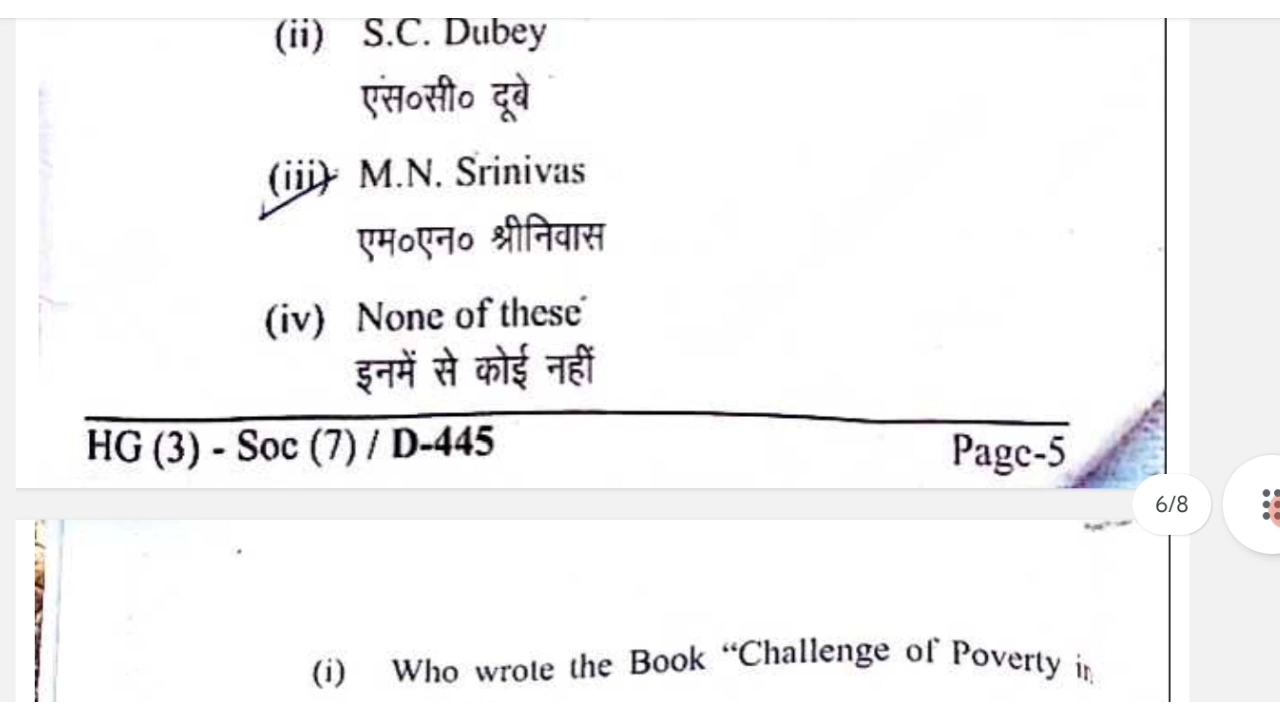 (ii) S.C. Dubey
एस०सी० दूबे
(iii) M.N. Srinivas
एम०एन० श्रीनिवास
(iv) None of these
इनमें से कोई नहीं
HG (3) - Soc (7) / D-445 Page-5
6/8
(i) Who wrote the Book “Challenge of Poverty in